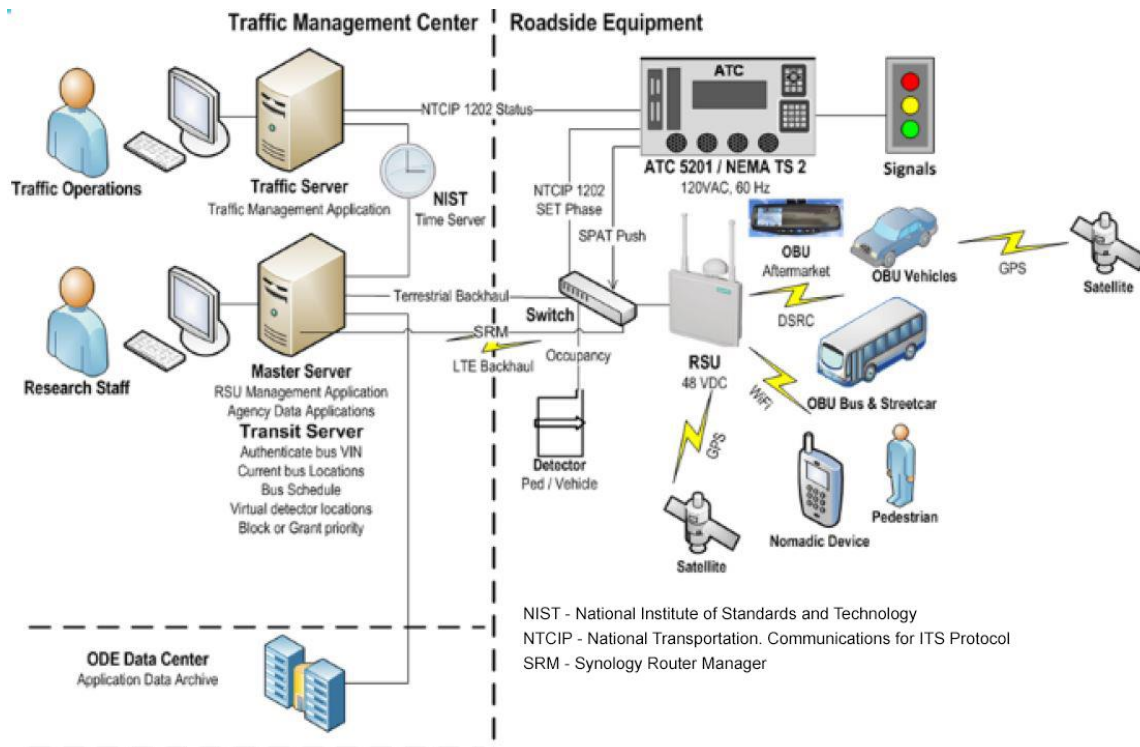 Traffic Management Center
Roadside Equipment
ATC
NTCIP 1202 Status
Traffic Operations
Traffic Server
Traffic Management Application
NIST
Time Server
ATC 5201 / NEMA TS 2
120VAC, 60 Hz
Signals
NTCIP 1202
SET Phase
SPAT Push
OBU
Aftermarket
OBU Vehicles
GPS
Satellite
Terrestrial Backhaul
Switch
DSRC
SRM
LTE Backhaul
Occupancy
RSU
48 VDC
WiFi
OBU Bus & Streetcar
Research Staff
Master Server
RSU Management Application
Agency Data Applications
Transit Server
Authenticate bus VIN
Current bus Locations
Bus Schedule
Virtual detector locations
Block or Grant priority
GPS
Detector
Ped / Vehicle
Satellite
Nomadic Device
Pedestrian
NIST - National Institute of Standards and Technology
NTCIP - National Transportation. Communications for ITS Protocol
SRM - Synology Router Manager
ODE Data Center
Application Data Archive